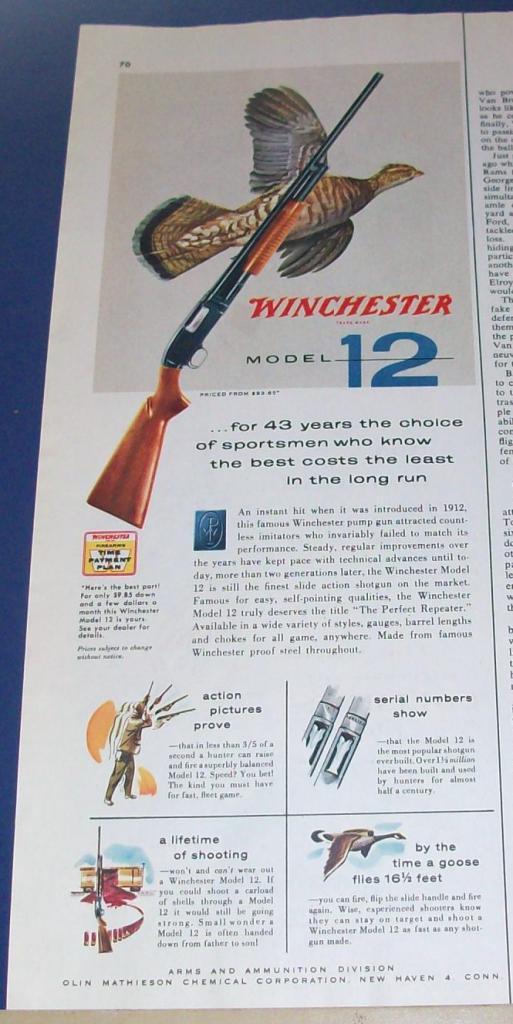 70
WINCHESTER
TRADE MARK
MODEL 12
PRICED FROM $93.85*
...for 43 years the choice
of sportsmen who know
the best costs the least
in the long run
An instant hit when it was introduced in 1912,
this famous Winchester pump gun attracted count-
less imitators who invariably failed to match its
performance. Steady, regular improvements over
the years have kept pace with technical advances until to-
day, more than two generations later, the Winchester Model
12 is still the finest slide action shotgun on the market.
Famous for easy, self-pointing qualities, the Winchester
Model 12 truly deserves the title "The Perfect Repeater."
Available in a wide variety of styles, gauges, barrel lengths
and chokes for all game, anywhere. Made from famous
Winchester proof steel throughout.
WINCHESTER
FIREARMS
TIME
PAYMENT
PLAN
*Here's the best part!
For only $9.85 down
and a few dollars a
month this Winchester
Model 12 is yours.
See your dealer for
details.
Prices subject to change
without notice.
action
pictures
prove
—that in less than 3/5 of a
second a hunter can raise
and fire a superbly balanced
Model 12. Speed? You bet!
The kind you must have
for fast, fleet game.
serial numbers
show
—that the Model 12 is
the most popular shotgun
ever built. Over 1½ million
have been built and used
by hunters for almost
half a century.
a lifetime
of shooting
—won't and can't wear out
a Winchester Model 12. If
you could shoot a carload
of shells through a Model
12 it would still be going
strong. Small wonder a
Model 12 is often handed
down from father to son!
by the
time a goose
flies 16½ feet
—you can fire, flip the slide handle and fire
again. Wise, experienced shooters know
they can stay on target and shoot a
Winchester Model 12 as fast as any shot-
gun made.
ARMS AND AMMUNITION DIVISION
OLIN MATHIESON CHEMICAL CORPORATION, NEW HAVEN 4, CONN.